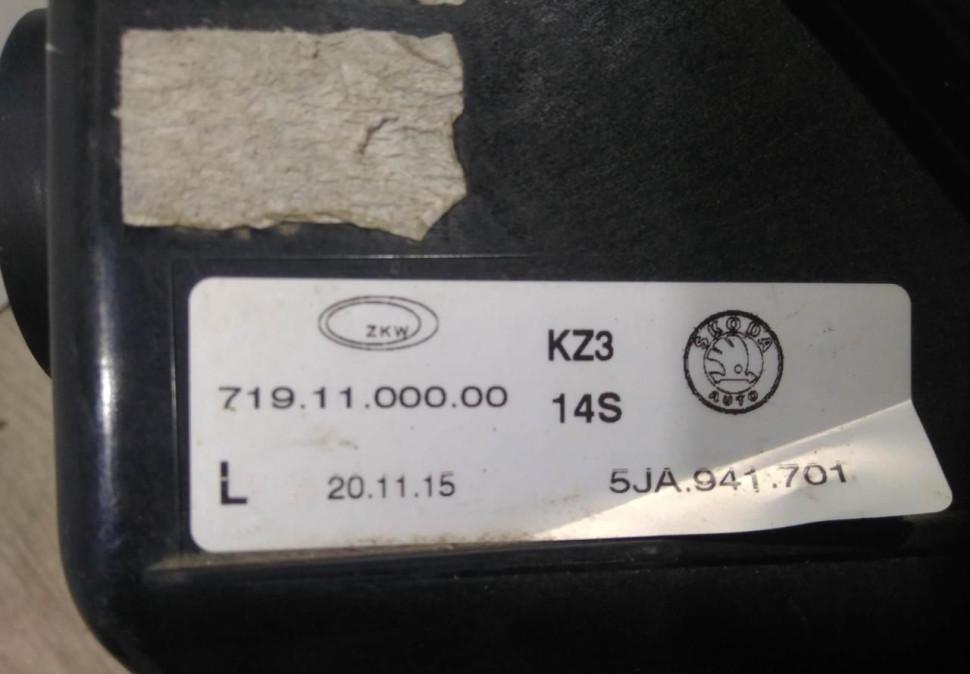 ZKW
KZ3
SKODA
AUTO
719.11.000.00
14S
L
20.11.15
5JA.941.701